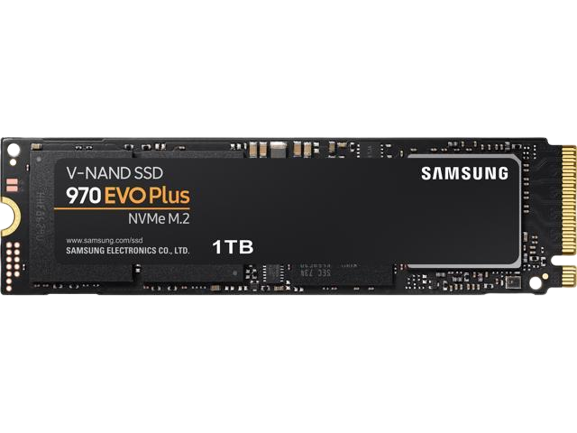 V-NAND SSD
970 EVO Plus
NVMe M.2
www.samsung.com/ssd
SAMSUNG ELECTRONICS CO., LTD.
1TB
SAMSUNG